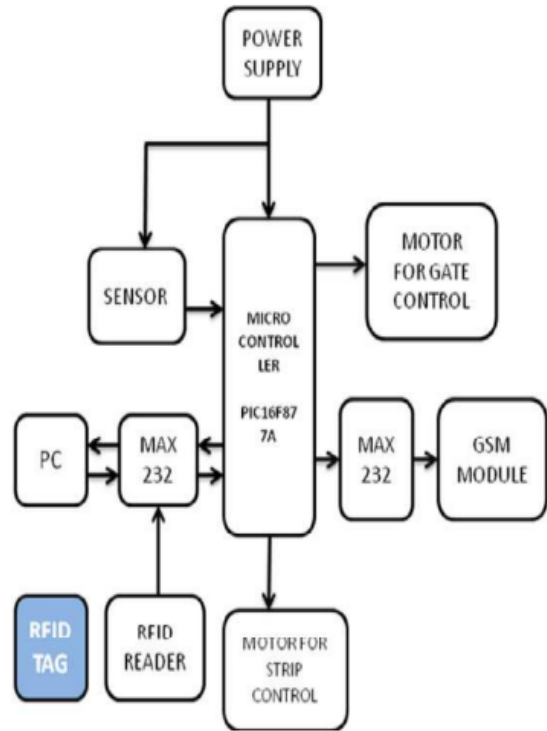 POWER
SUPPLY
SENSOR
MICRO
CONTROL
LER
PIC16F87
7A
MOTOR
FOR GATE
CONTROL
PC
MAX
232
MAX
232
GSM
MODULE
RFID
TAG
RFID
READER
MOTOR FOR
STRIP
CONTROL